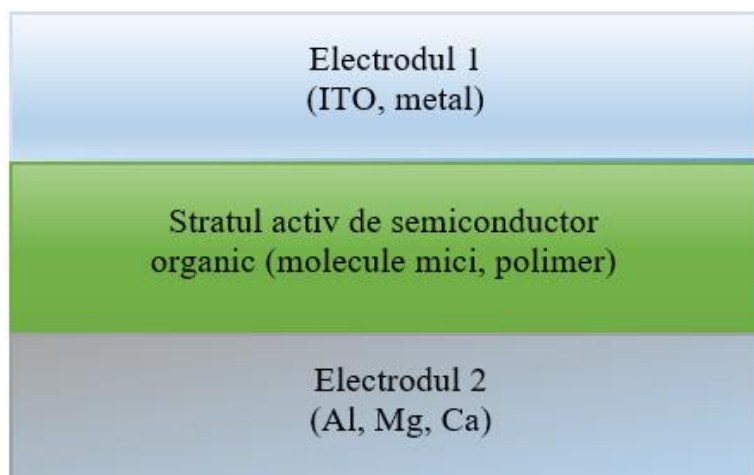 Electrodul 1
(ITO, metal)
Stratul activ de semiconductor
organic (molecule mici, polimer)
Electrodul 2
(Al, Mg, Ca)